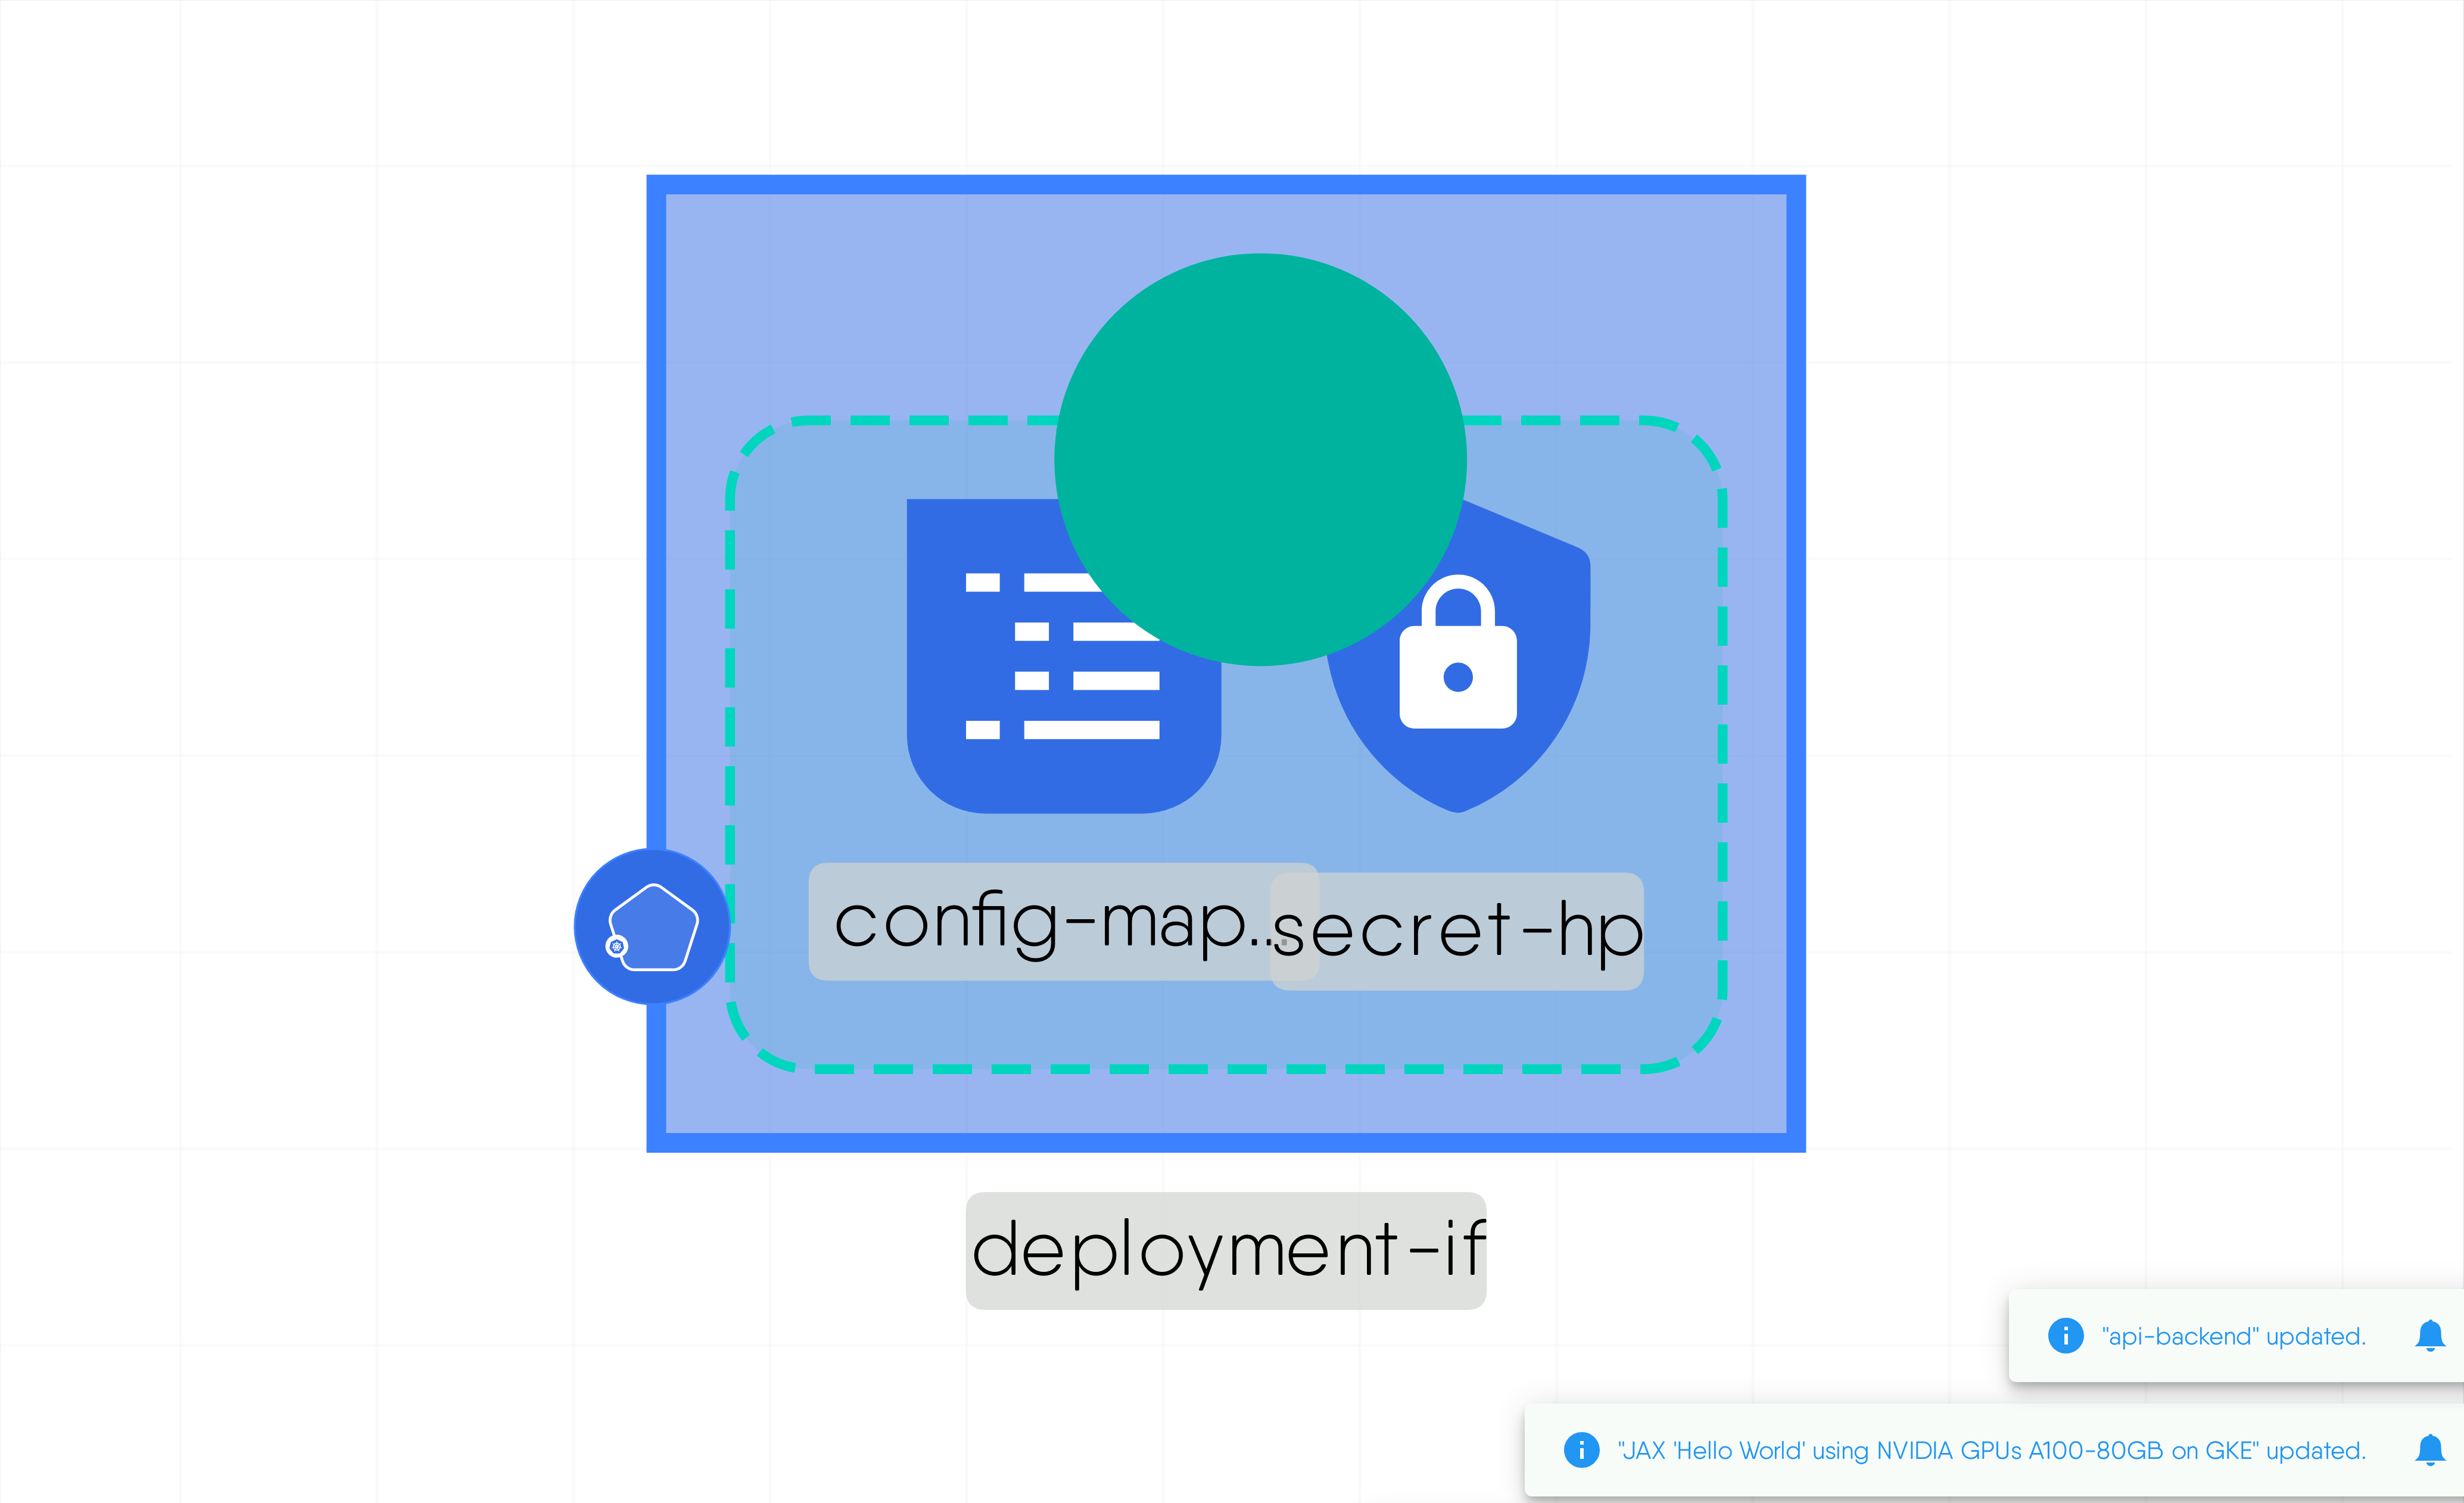 config-map...
secret-hp
deployment-if
"api-backend" updated.
"JAX 'Hello World' using NVIDIA GPUs A100-80GB on GKE" updated.